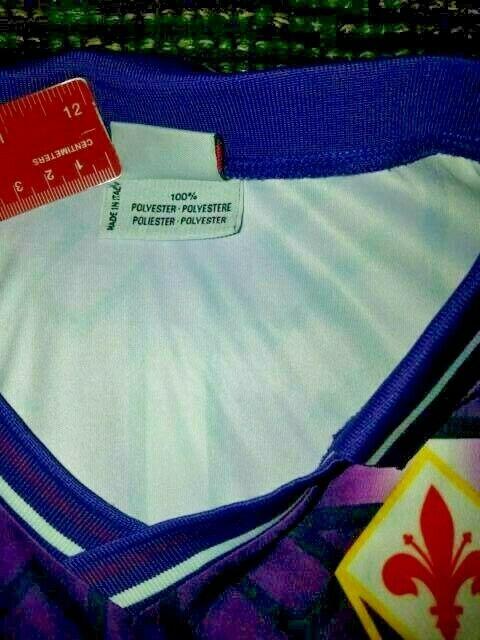 12
CENTIMETERS
3 2 1
MADE IN ITALY
100%
POLYESTER · POLYESTERE
POLIESTER · POLYESTER